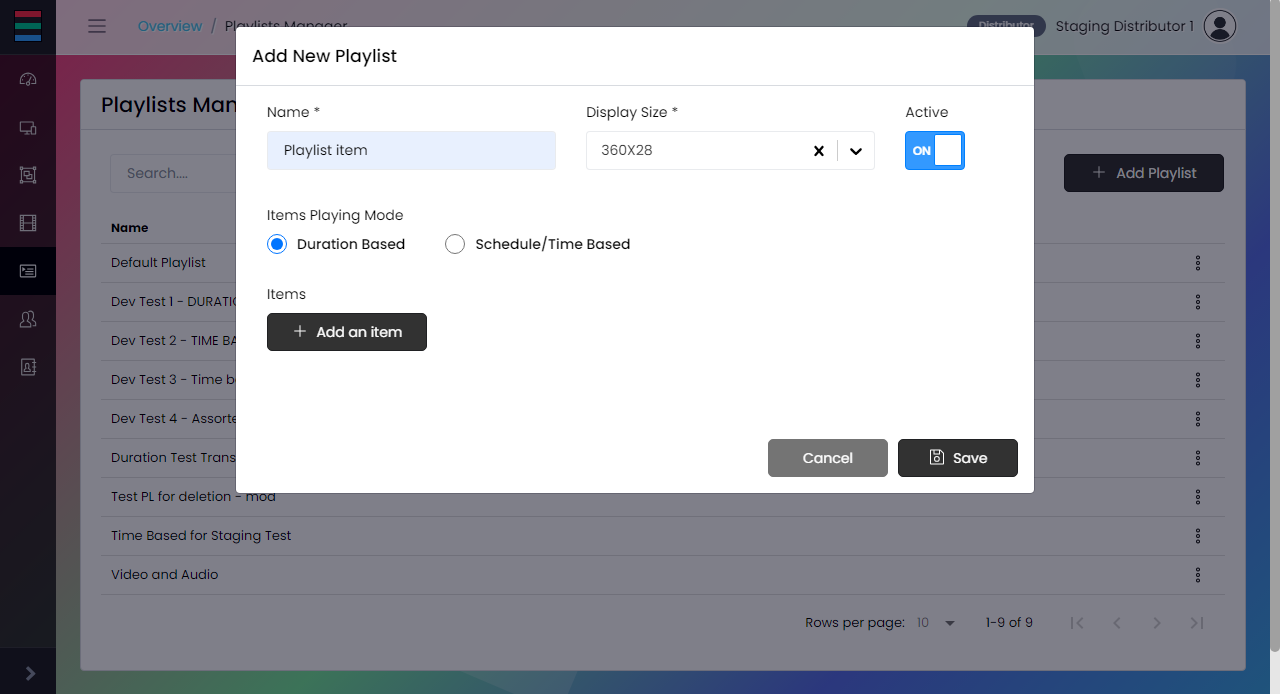 Overview / Playlists Manager
Distributor
Staging Distributor 1
Add New Playlist
Playlists Man
Name *
Display Size *
Active
Playlist item
360X28
ON
Search....
Add Playlist
Items Playing Mode
Name
Duration Based
Schedule/Time Based
Default Playlist
Items
Dev Test 1 - DURATIO
Add an item
Dev Test 2 - TIME BA
Dev Test 3 - Time b
Dev Test 4 - Assorte
Duration Test Trans
Cancel
Save
Test PL for deletion - mod
Time Based for Staging Test
Video and Audio
Rows per page: 10
1-9 of 9